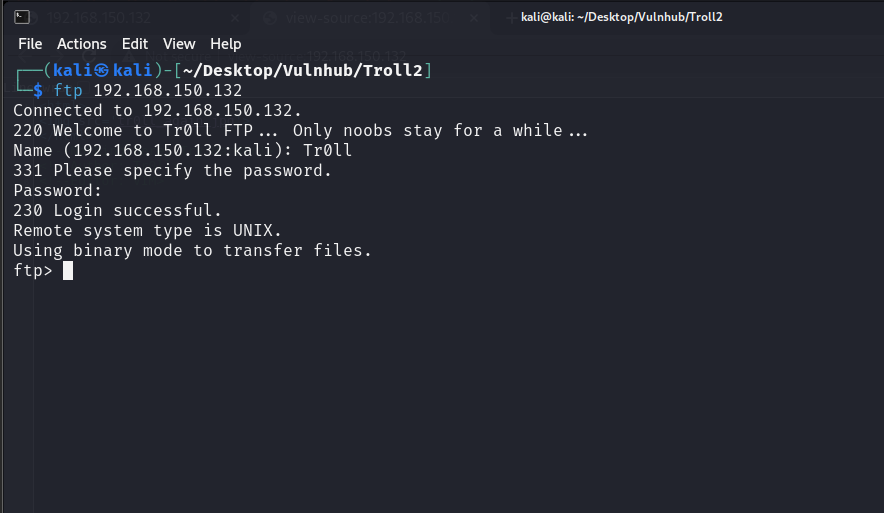 192.168.150.132 × view-source:192.168.15 × +
kali@kali: ~/Desktop/Vulnhub/Troll2
File Actions Edit View Help
┌──(kali㉿kali)-[~/Desktop/Vulnhub/Troll2]
└─$ ftp 192.168.150.132
Connected to 192.168.150.132.
220 Welcome to Tr0ll FTP... Only noobs stay for a while...
Name (192.168.150.132:kali): Tr0ll
331 Please specify the password.
Password:
230 Login successful.
Remote system type is UNIX.
Using binary mode to transfer files.
ftp>